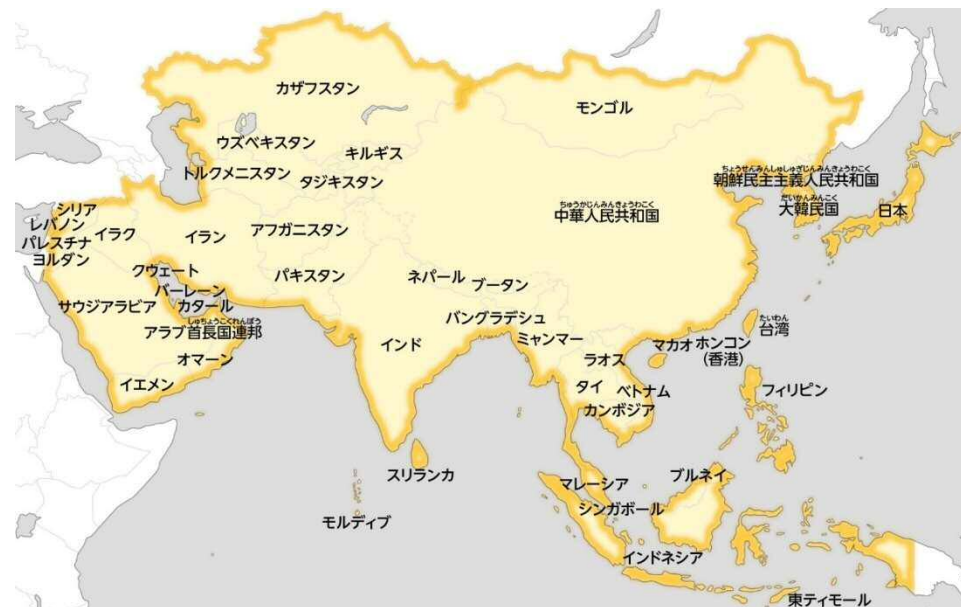 カザフスタン
モンゴル
ウズベキスタン
キルギス
トルクメニスタン
タジキスタン
ちょうせんみんしゅしゅぎじんみんきょうわこく
朝鮮民主主義人民共和国
だいかんみんこく
大韓民国
日本
ちゅうかじんみんきょうわこく
中華人民共和国
シリア
レバノン
パレスチナ
ヨルダン
イラク
イラン
アフガニスタン
クウェート
パキスタン
ネパール
ブータン
バーレーン
カタール
サウジアラビア
しゅちょうこくれんぽう
アラブ首長国連邦
オマーン
イエメン
インド
バングラデシュ
ミャンマー
ラオス
タイ
ベトナム
カンボジア
マカオ
ホンコン
(香港)
たいわん
台湾
フィリピン
スリランカ
モルディブ
マレーシア
シンガポール
ブルネイ
インドネシア
東ティモール